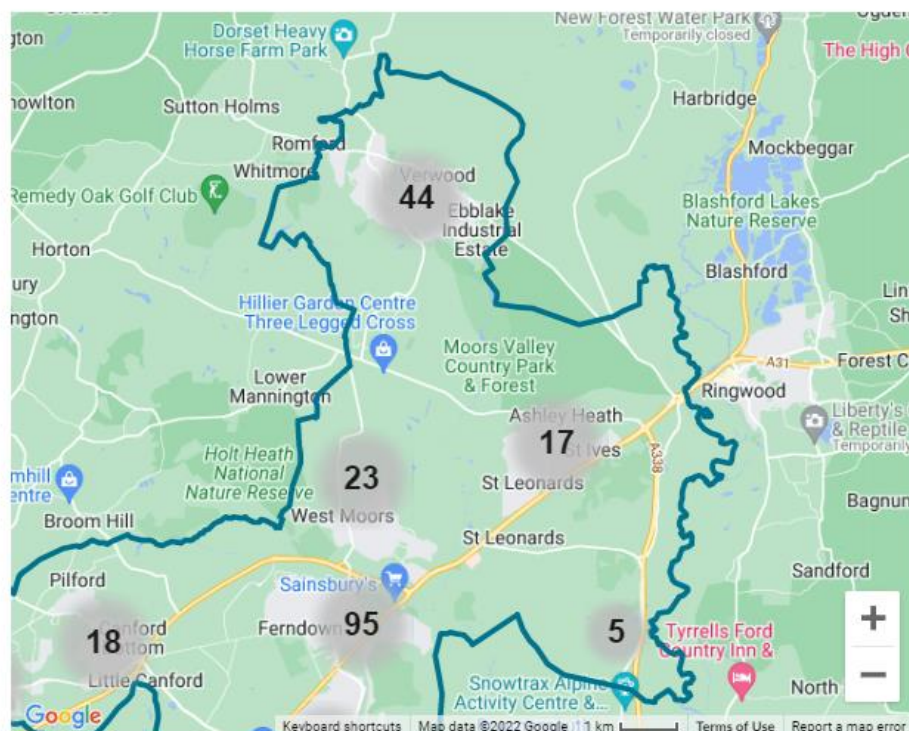 New Forest Water Park
Temporarily closed
Dorset Heavy
Horse Farm Park
The High
Harbridge
Sutton Holms
Mockbeggar
Romford
Whitmore
Verwood
44
Remedy Oak Golf Club
Ebblake
Industrial
Estate
Blashford Lakes
Nature Reserve
Horton
Blashford
Hillier Garden Centre
Three Legged Cross
Moors Valley
Country Park
& Forest
A31
Forest C
Lower
Mannington
Ringwood
Ashley Heath
17
St Ives
Liberty's
& Reptile
Temporarily
A338
Holt Heath
National
Nature Reserve
23
St Leonards
Bagnum
Broom Hill
West Moors
St Leonards
Pilford
Sainsbury's
Sandford
18
Ferndown
95
5
Tyrrells Ford
Country Inn &
Little Canford
Snowtrax Alpine
Activity Centre &...
North
+
−
Google
Keyboard shortcuts Map data ©2022 Google 1 km Terms of Use Report a map error